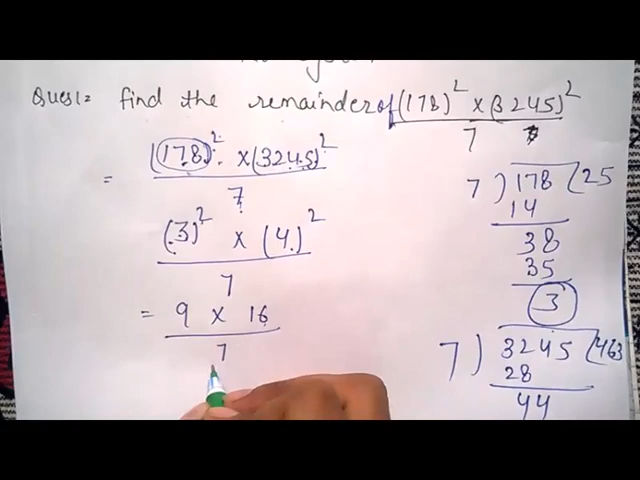 Ques1= find the remainder of (178)² × (3245)²
7
= (178)² × (3245)²
7
(3)² × (4)²
7
= 9 × 16
7
7 ) 178 ( 25
14
38
35
3
7 ) 3245 ( 463
28
44